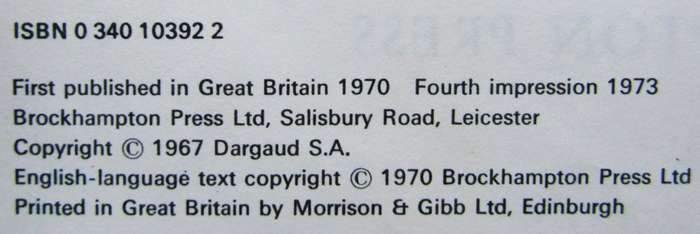 TON PRESS
ISBN 0 340 10392 2
First published in Great Britain 1970 Fourth impression 1973
Brockhampton Press Ltd, Salisbury Road, Leicester
Copyright © 1967 Dargaud S.A.
English-language text copyright © 1970 Brockhampton Press Ltd
Printed in Great Britain by Morrison & Gibb Ltd, Edinburgh